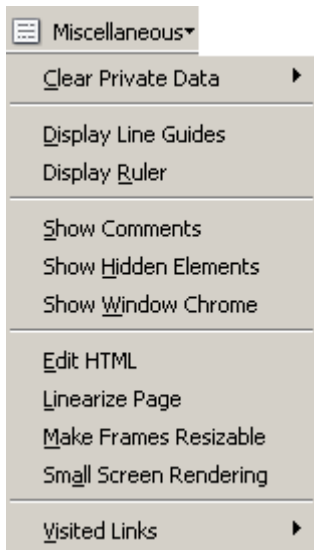 Miscellaneous
Clear Private Data
Display Line Guides
Display Ruler
Show Comments
Show Hidden Elements
Show Window Chrome
Edit HTML
Linearize Page
Make Frames Resizable
Small Screen Rendering
Visited Links